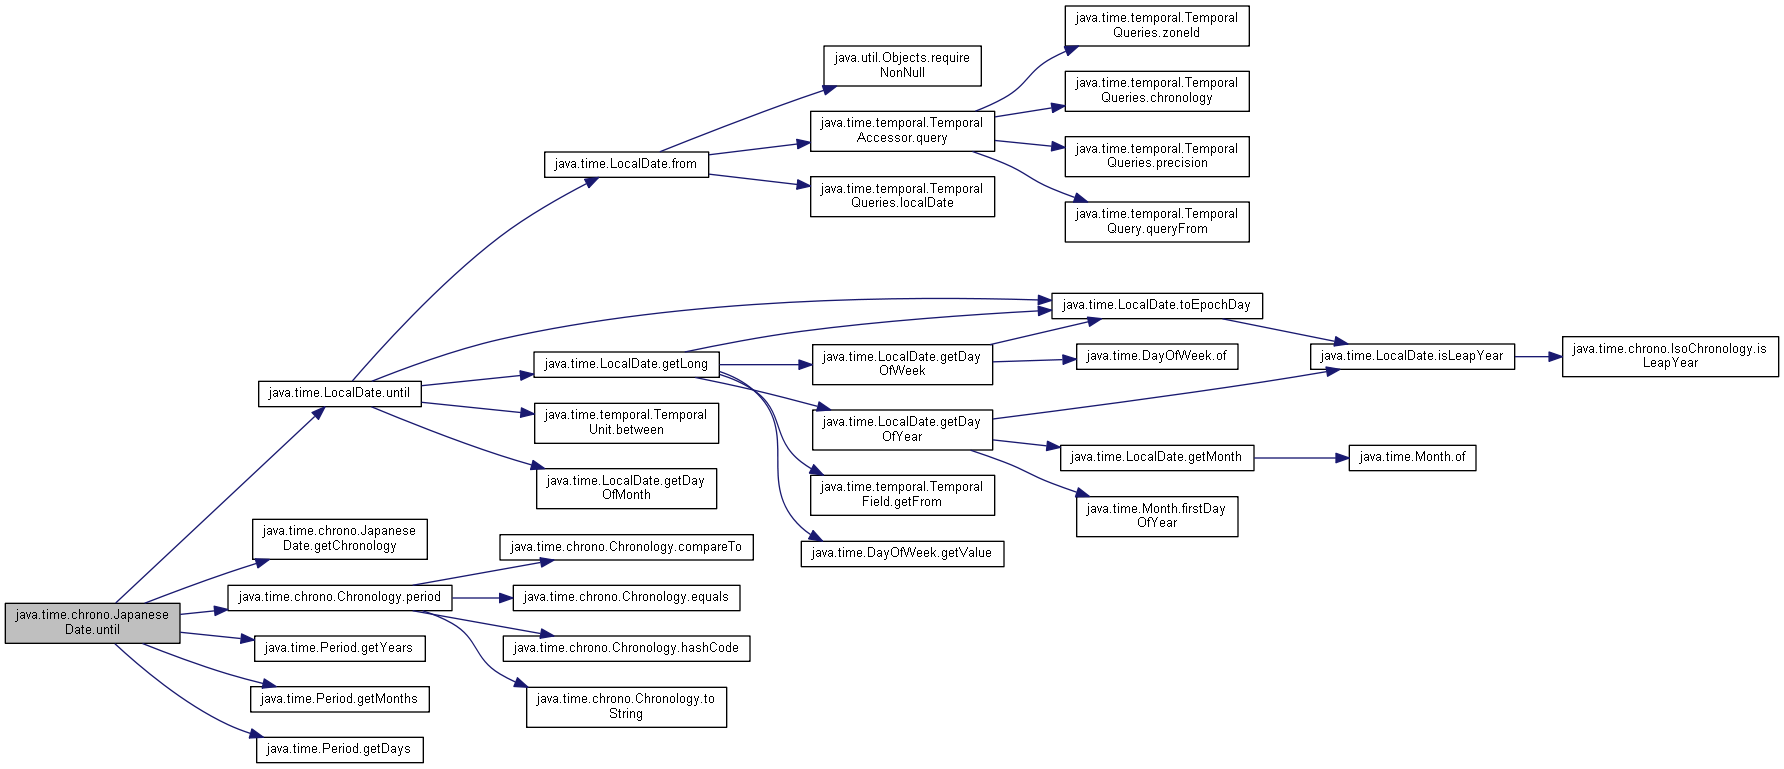 java.time.temporal.Temporal
Queries.zoneId
java.util.Objects.require
NonNull
java.time.temporal.Temporal
Queries.chronology
java.time.temporal.Temporal
Accessor.query
java.time.temporal.Temporal
Queries.precision
java.time.LocalDate.from
java.time.temporal.Temporal
Queries.localDate
java.time.temporal.Temporal
Query.queryFrom
java.time.LocalDate.toEpochDay
java.time.LocalDate.getLong
java.time.LocalDate.getDay
OfWeek
java.time.DayOfWeek.of
java.time.LocalDate.isLeapYear
java.time.chrono.IsoChronology.is
LeapYear
java.time.LocalDate.until
java.time.temporal.Temporal
Unit.between
java.time.LocalDate.getDay
OfYear
java.time.LocalDate.getMonth
java.time.Month.of
java.time.LocalDate.getDay
OfMonth
java.time.temporal.Temporal
Field.getFrom
java.time.Month.firstDay
OfYear
java.time.chrono.Japanese
Date.getChronology
java.time.chrono.Chronology.compareTo
java.time.DayOfWeek.getValue
java.time.chrono.Chronology.period
java.time.chrono.Chronology.equals
java.time.chrono.Japanese
Date.until
java.time.Period.getYears
java.time.chrono.Chronology.hashCode
java.time.Period.getMonths
java.time.chrono.Chronology.to
String
java.time.Period.getDays